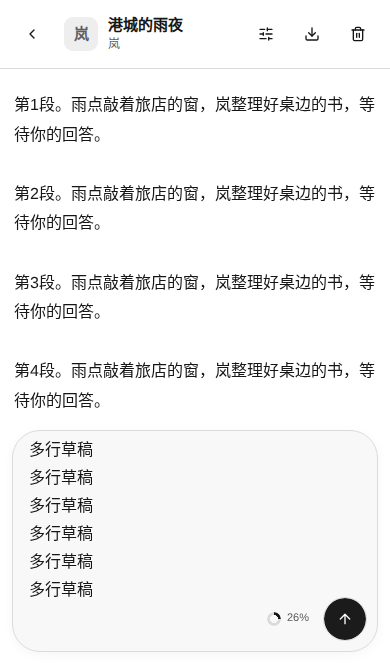 岚
港城的雨夜
岚
第1段。雨点敲着旅店的窗，岚整理好桌边的书，等
待你的回答。
第2段。雨点敲着旅店的窗，岚整理好桌边的书，等
待你的回答。
第3段。雨点敲着旅店的窗，岚整理好桌边的书，等
待你的回答。
第4段。雨点敲着旅店的窗，岚整理好桌边的书，等
待你的回答。
多行草稿
多行草稿
多行草稿
多行草稿
多行草稿
多行草稿
26%